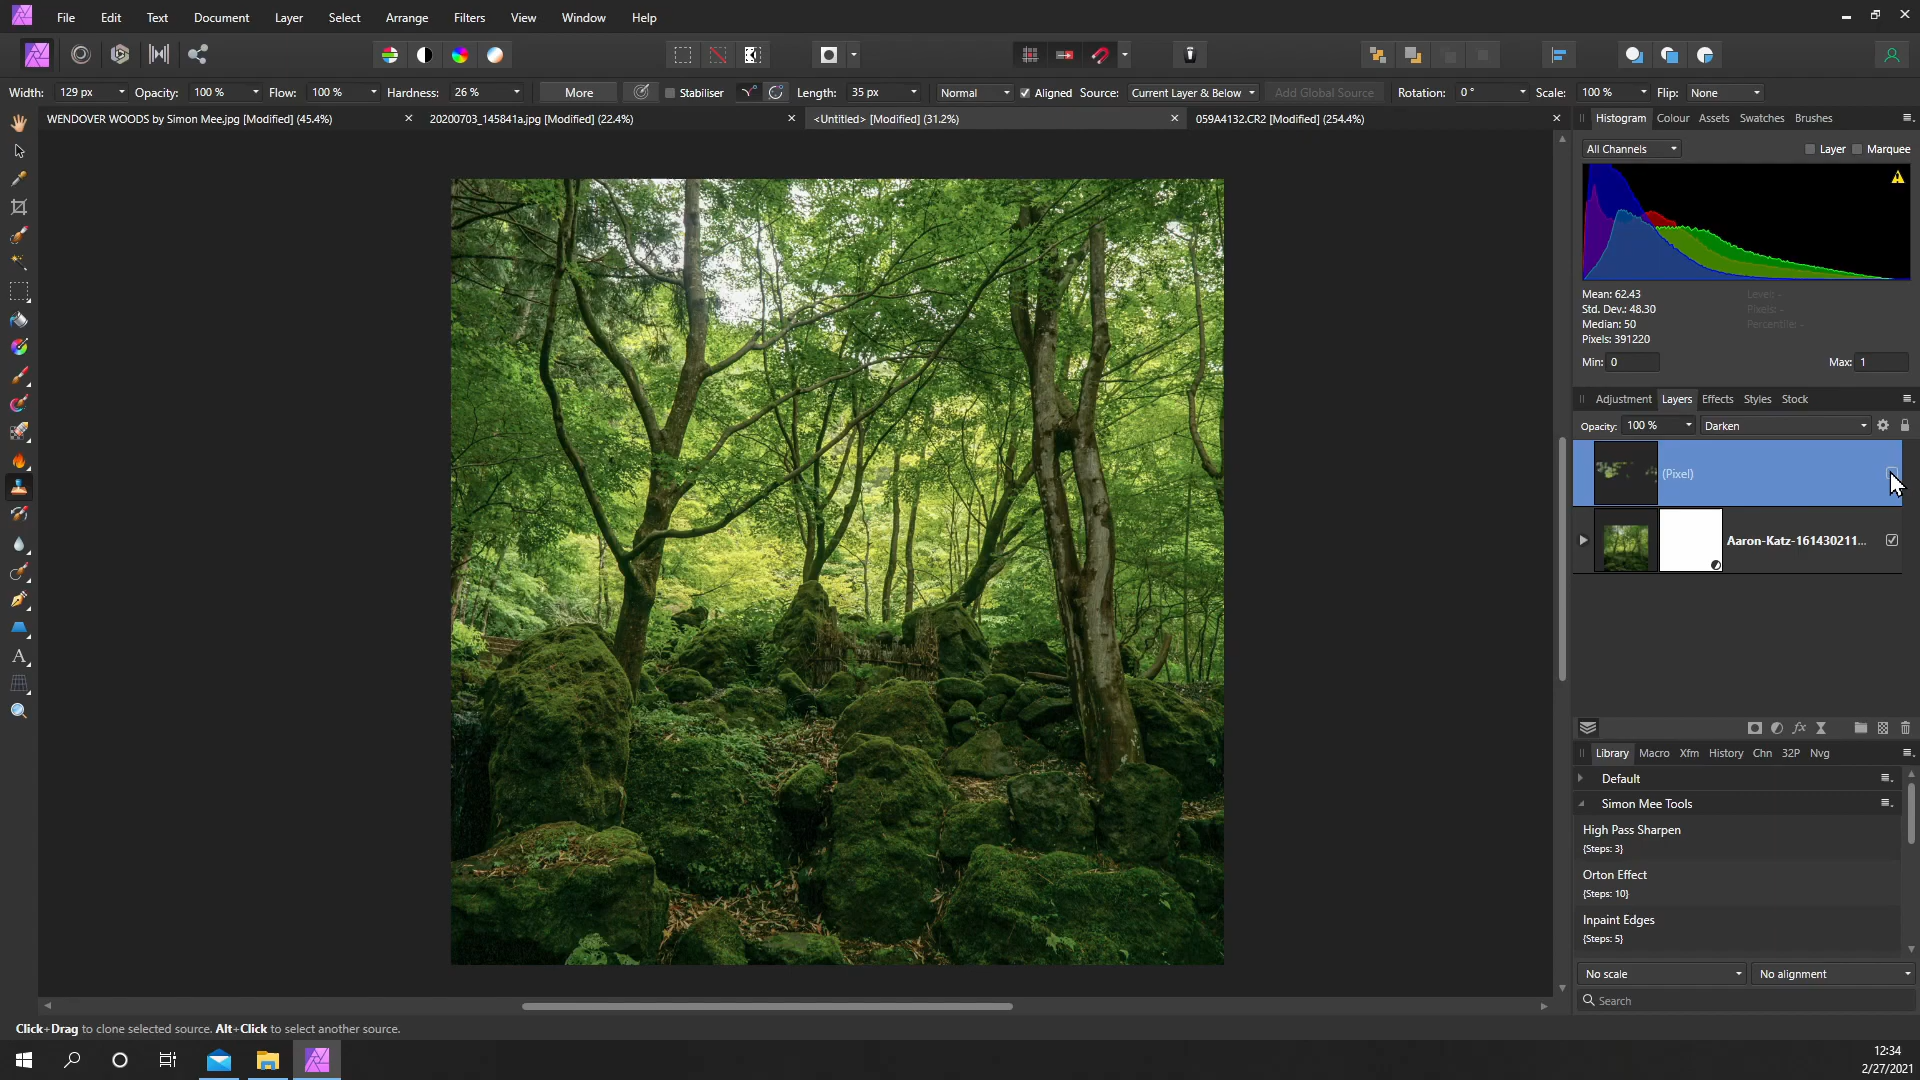 File Edit Text Document Layer Select Arrange Filters View Window Help
Width: 129 px Opacity: 100 % Flow: 100 % Hardness: 26 % More Stabiliser Length: 35 px Normal Aligned Source: Current Layer & Below Add Global Source Rotation: 0 ° Scale: 100 % Flip: None
WENDOVER WOODS by Simon Mee.jpg [Modified] (45.4%) 20200703_145841a.jpg [Modified] (22.4%) <Untitled> [Modified] (31.2%) 059A4132.CR2 [Modified] (254.4%)
Histogram Colour Assets Swatches Brushes
All Channels Layer Marquee
Mean: 62.43 Level: -
Std. Dev.: 48.30 Pixels: -
Median: 50 Percentile: -
Pixels: 391220
Min: 0 Max: 1
Adjustment Layers Effects Styles Stock
Opacity: 100 % Darken
(Pixel)
Aaron-Katz-161430211...
Library Macro Xfm History Chn 32P Nvg
Default
Simon Mee Tools
High Pass Sharpen
{Steps: 3}
Orton Effect
{Steps: 10}
Inpaint Edges
{Steps: 5}
No scale No alignment
Search
Click+Drag to clone selected source. Alt+Click to select another source.
A
12:34
2/27/2021